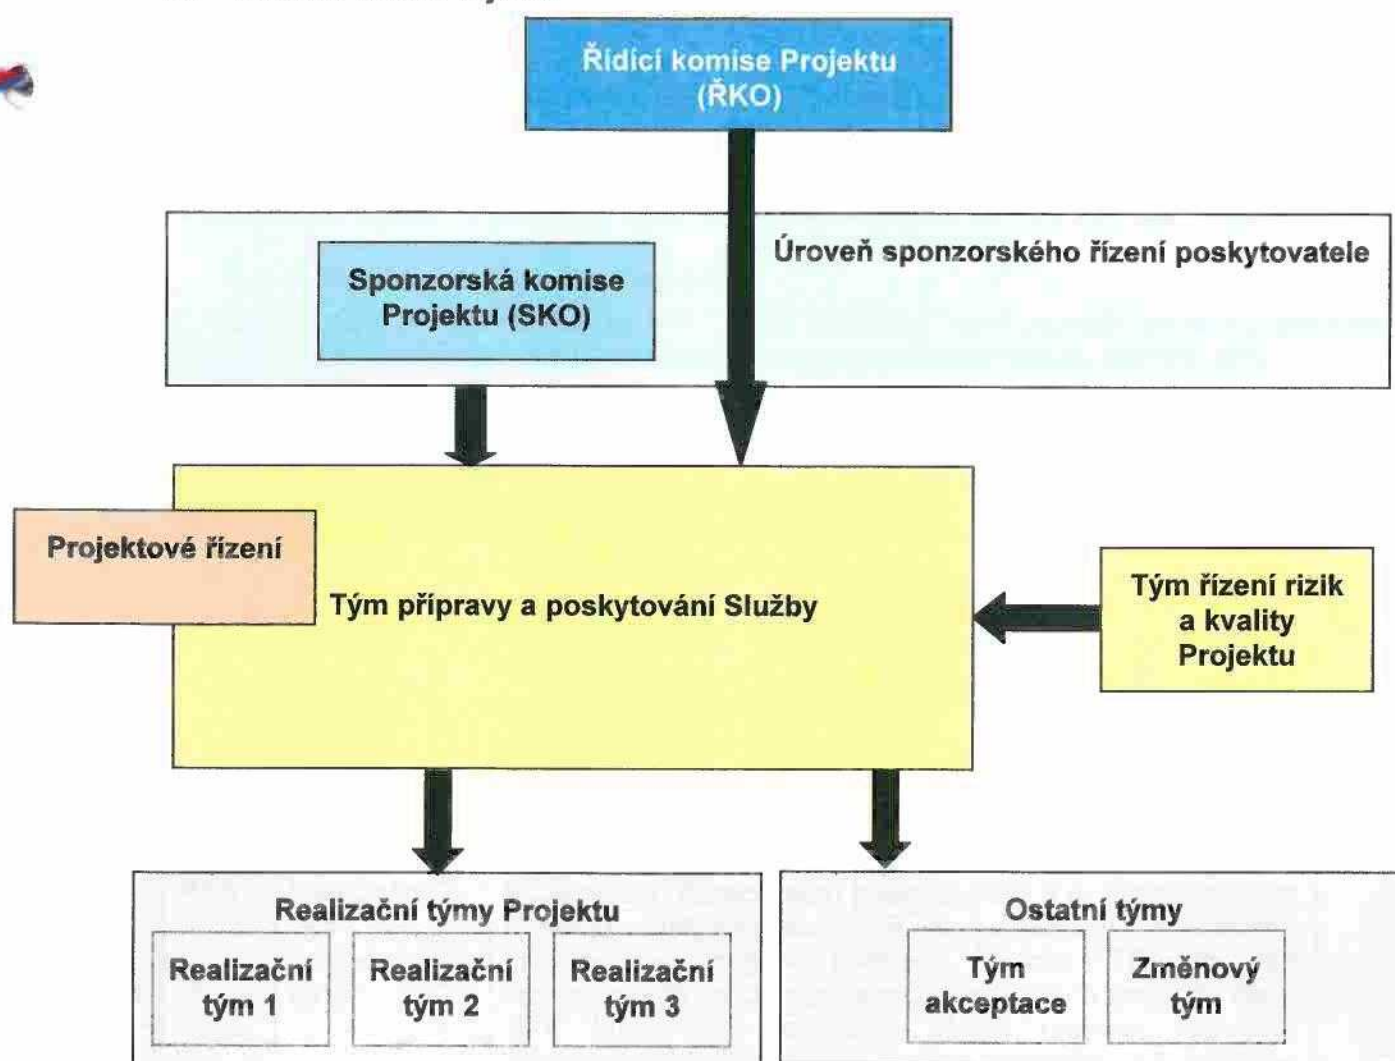 Řídící komise Projektu
(ŘKO)
Úroveň sponzorského řízení poskytovatele
Sponzorská komise
Projektu (SKO)
Projektové řízení
Tým přípravy a poskytování Služby
Tým řízení rizik
a kvality
Projektu
Realizační týmy Projektu
Realizační
tým 1
Realizační
tým 2
Realizační
tým 3
Ostatní týmy
Tým
akceptace
Změnový
tým